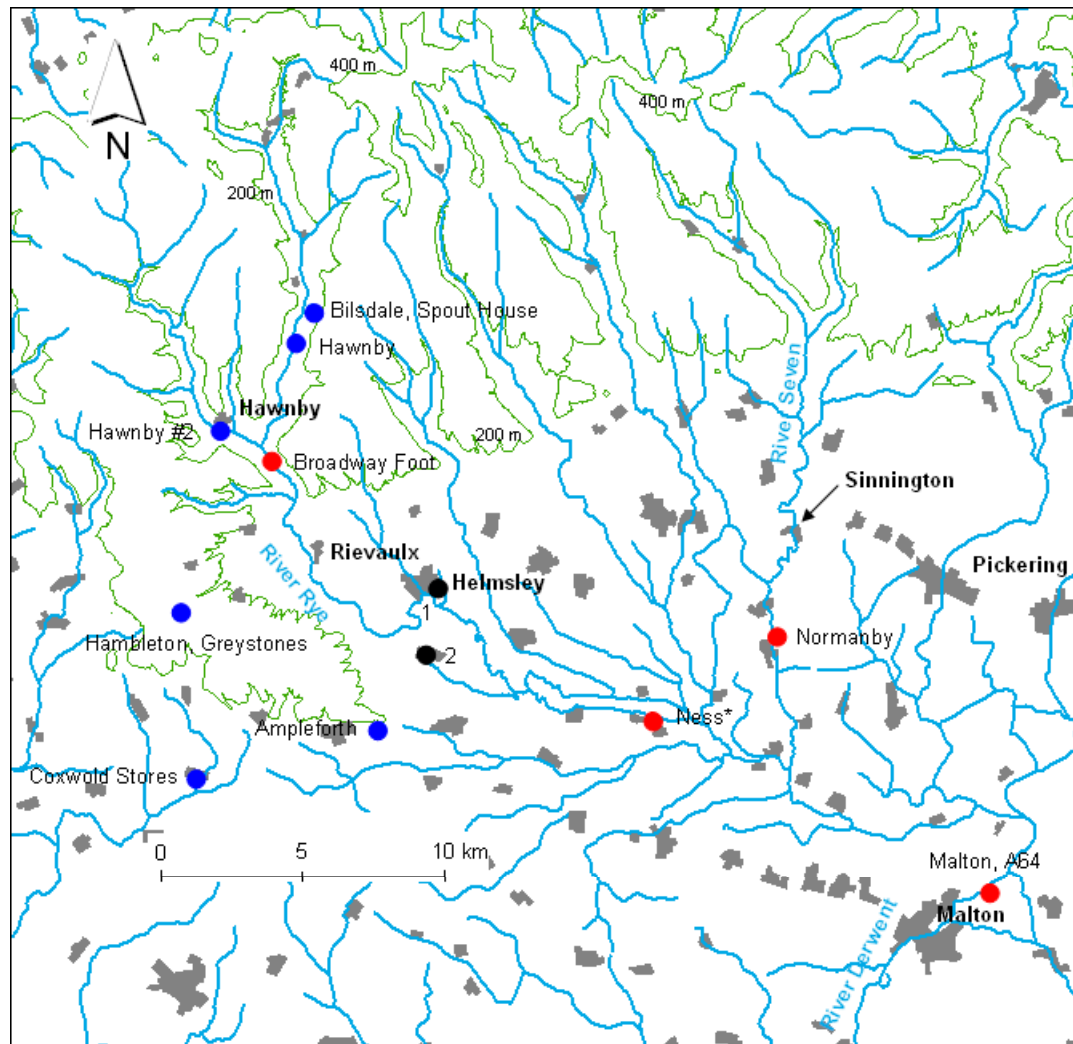 400 m
400 m
N
200 m
Bilsdale, Spout House
Hawnby
Hawnby
Hawnby #2
200 m
River Seven
Broadway Foot
Sinnington
Rievaulx
Pickering
Helmsley
River Rye
1
Hambleton, Greystones
Normanby
2
Ness*
Ampleforth
Coxwold Stores
0
5
10 km
Malton, A64
Malton
River Derwent